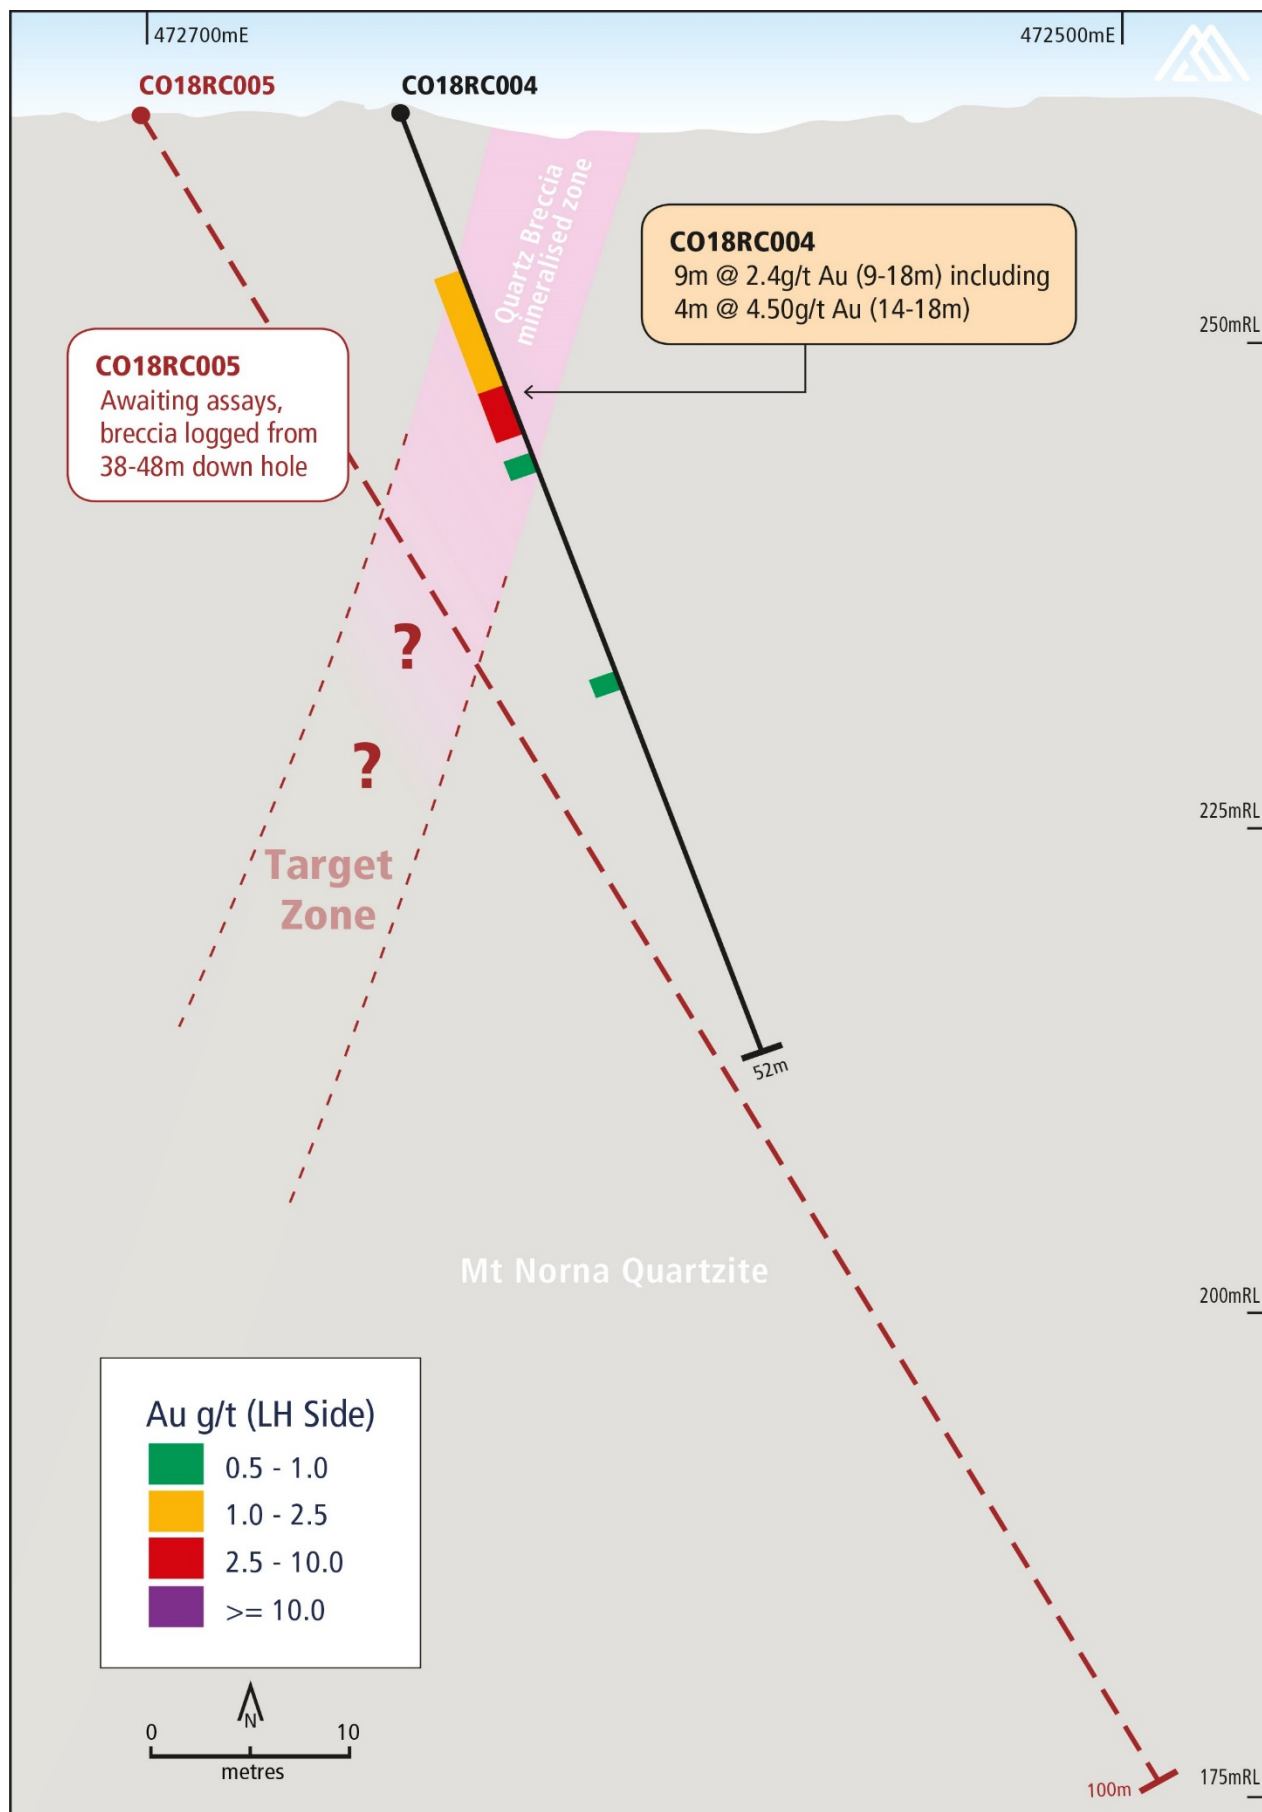 472700mE
472500mE
CO18RC005
CO18RC004
Quartz Breccia
mineralised zone
CO18RC004
9m @ 2.4g/t Au (9-18m) including
4m @ 4.50g/t Au (14-18m)
250mRL
CO18RC005
Awaiting assays,
breccia logged from
38-48m down hole
?
?
225mRL
Target
Zone
52m
Mt Norna Quartzite
200mRL
Au g/t (LH Side)
0.5 - 1.0
1.0 - 2.5
2.5 - 10.0
>= 10.0
N
0 10
metres
100m
175mRL